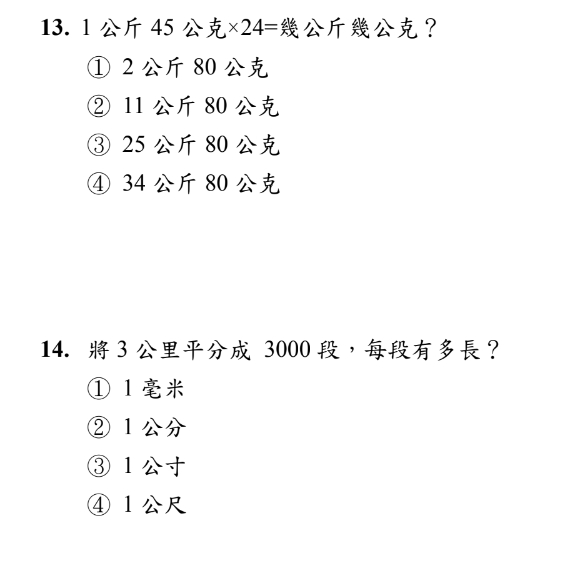 13. 1 公斤 45 公克×24=幾公斤幾公克？
① 2 公斤 80 公克
② 11 公斤 80 公克
③ 25 公斤 80 公克
④ 34 公斤 80 公克
14. 將 3 公里平分成 3000 段，每段有多長？
① 1 毫米
② 1 公分
③ 1 公寸
④ 1 公尺